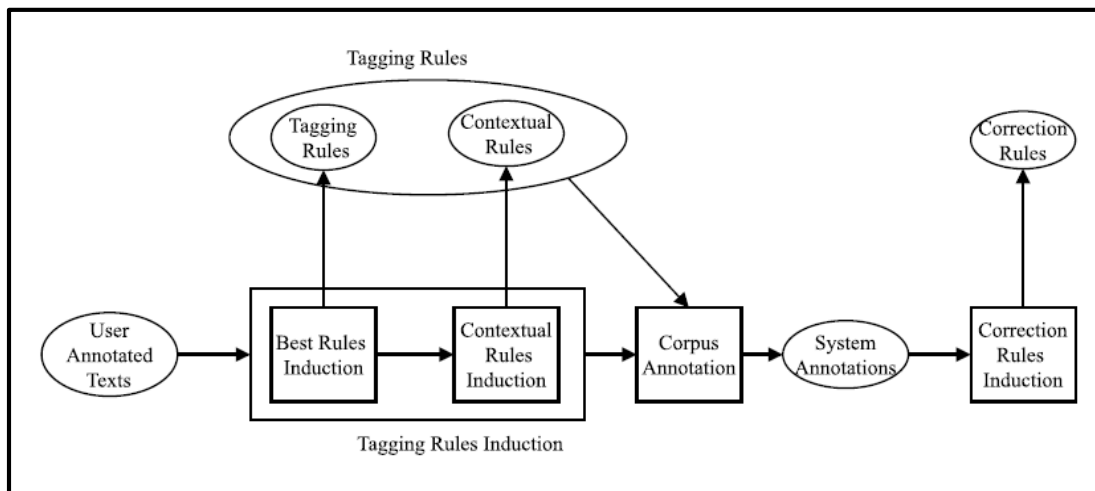 Tagging Rules
Tagging
Rules
Contextual
Rules
Correction
Rules
User
Annotated
Texts
Best Rules
Induction
Contextual
Rules
Induction
Corpus
Annotation
System
Annotations
Correction
Rules
Induction
Tagging Rules Induction